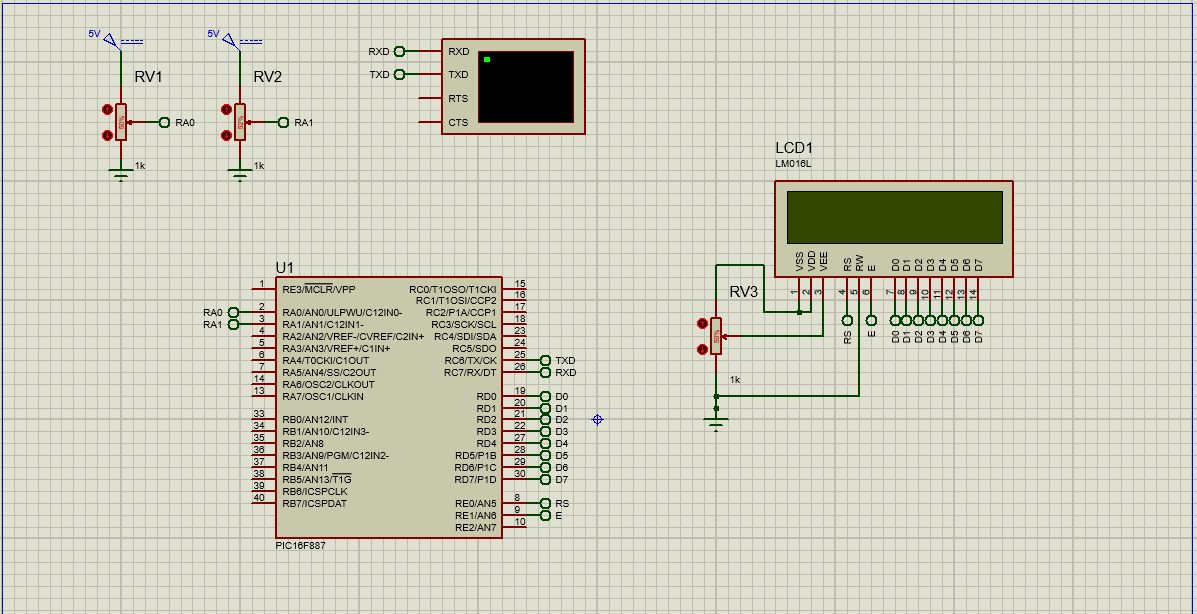 5V
5V
RV1
RV2
RA0
RA1
1k
1k
RXD
TXD
RXD
TXD
RTS
CTS
LCD1
LM016L
VSS
VDD
VEE
RS
RW
E
D0
D1
D2
D3
D4
D5
D6
D7
1
2
3
4
5
6
7
8
9
10
11
12
13
14
RS
E
D0
D1
D2
D3
D4
D5
D6
D7
RV3
1k
U1
1 RE3/MCLR/VPP
RA0 2 RA0/AN0/ULPWU/C12IN0-
RA1 3 RA1/AN1/C12IN1-
4 RA2/AN2/VREF-/CVREF/C2IN+
5 RA3/AN3/VREF+/C1IN+
6 RA4/T0CKI/C1OUT
7 RA5/AN4/SS/C2OUT
14 RA6/OSC2/CLKOUT
13 RA7/OSC1/CLKIN
33 RB0/AN12/INT
34 RB1/AN10/C12IN3-
35 RB2/AN8
36 RB3/AN9/PGM/C12IN2-
37 RB4/AN11
38 RB5/AN13/T1G
39 RB6/ICSPCLK
40 RB7/ICSPDAT
RC0/T1OSO/T1CKI 15
RC1/T1OSI/CCP2 16
RC2/P1A/CCP1 17
RC3/SCK/SCL 18
RC4/SDI/SDA 23
RC5/SDO 24
RC6/TX/CK 25 TXD
RC7/RX/DT 26 RXD
RD0 19 D0
RD1 20 D1
RD2 21 D2
RD3 22 D3
RD4 27 D4
RD5/P1B 28 D5
RD6/P1C 29 D6
RD7/P1D 30 D7
RE0/AN5 8 RS
RE1/AN6 9 E
RE2/AN7 10
PIC16F887